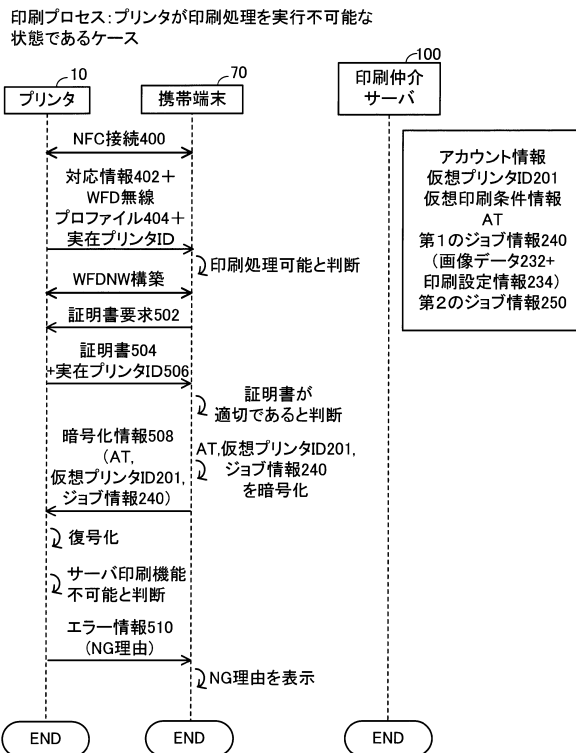 印刷プロセス:プリンタが印刷処理を実行不可能な
状態であるケース
10
プリンタ
70
携帯端末
100
印刷仲介
サーバ
アカウント情報
仮想プリンタID201
仮想印刷条件情報
AT
第1のジョブ情報240
(画像データ232+
印刷設定情報234)
第2のジョブ情報250
NFC接続400
対応情報402+
WFD無線
プロファイル404+
実在プリンタID
印刷処理可能と判断
WFDNW構築
証明書要求502
証明書504
+実在プリンタID506
証明書が
適切であると判断
AT,仮想プリンタID201,
ジョブ情報240
を暗号化
暗号化情報508
(AT,
仮想プリンタID201,
ジョブ情報240)
復号化
サーバ印刷機能
不可能と判断
エラー情報510
(NG理由)
NG理由を表示
END
END
END